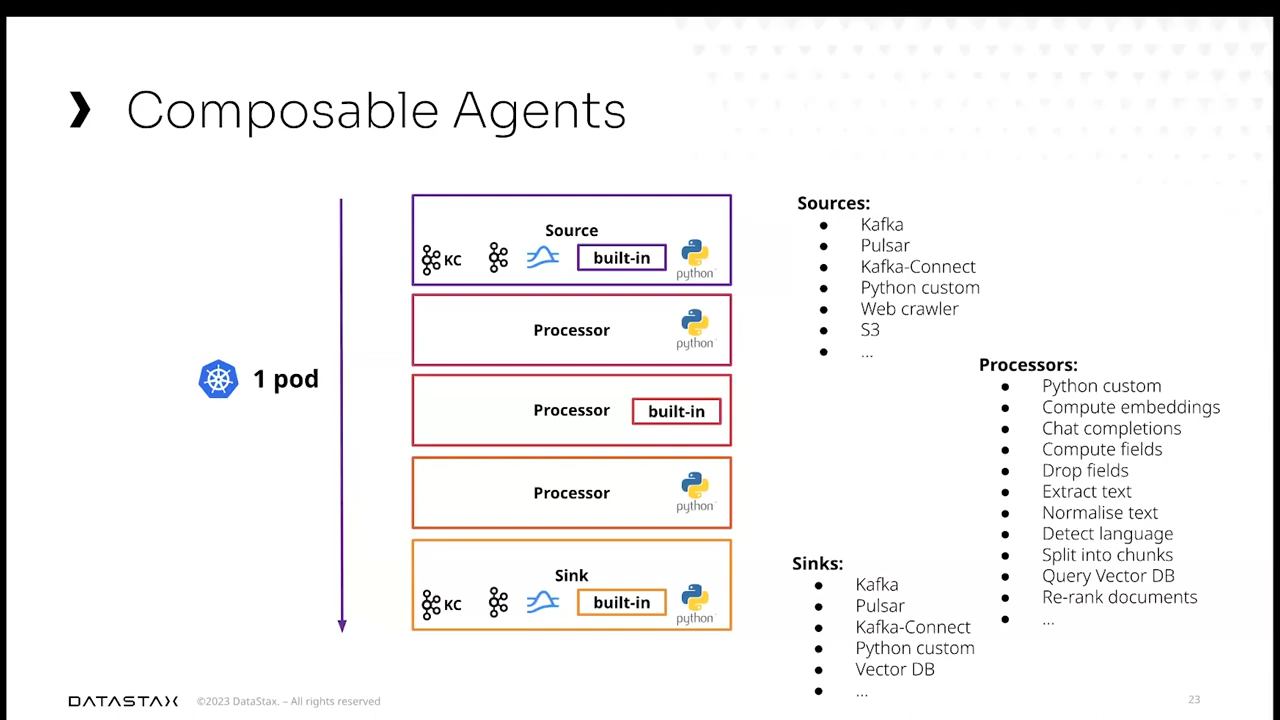 Composable Agents
Source
KC
built-in
python
Processor
python
1 pod
Processor
built-in
Processor
python
Sink
KC
built-in
python
Sources:
● Kafka
● Pulsar
● Kafka-Connect
● Python custom
● Web crawler
● S3
● ...
Processors:
● Python custom
● Compute embeddings
● Chat completions
● Compute fields
● Drop fields
● Extract text
● Normalise text
● Detect language
● Split into chunks
● Query Vector DB
● Re-rank documents
● ...
Sinks:
● Kafka
● Pulsar
● Kafka-Connect
● Python custom
● Vector DB
● ...
DATASTAX ©2023 DataStax. – All rights reserved
23